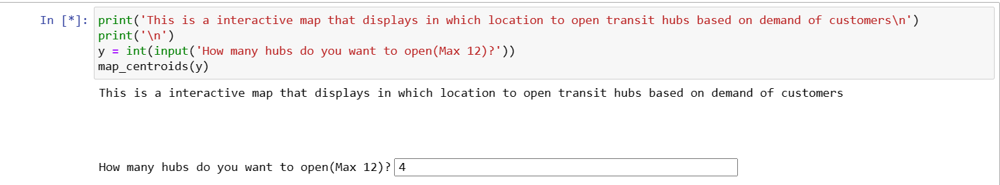 In [*]: print('This is a interactive map that displays in which location to open transit hubs based on demand of customers\n')
print('\n')
y = int(input('How many hubs do you want to open(Max 12)?'))
map_centroids(y)
This is a interactive map that displays in which location to open transit hubs based on demand of customers
How many hubs do you want to open(Max 12)? 4